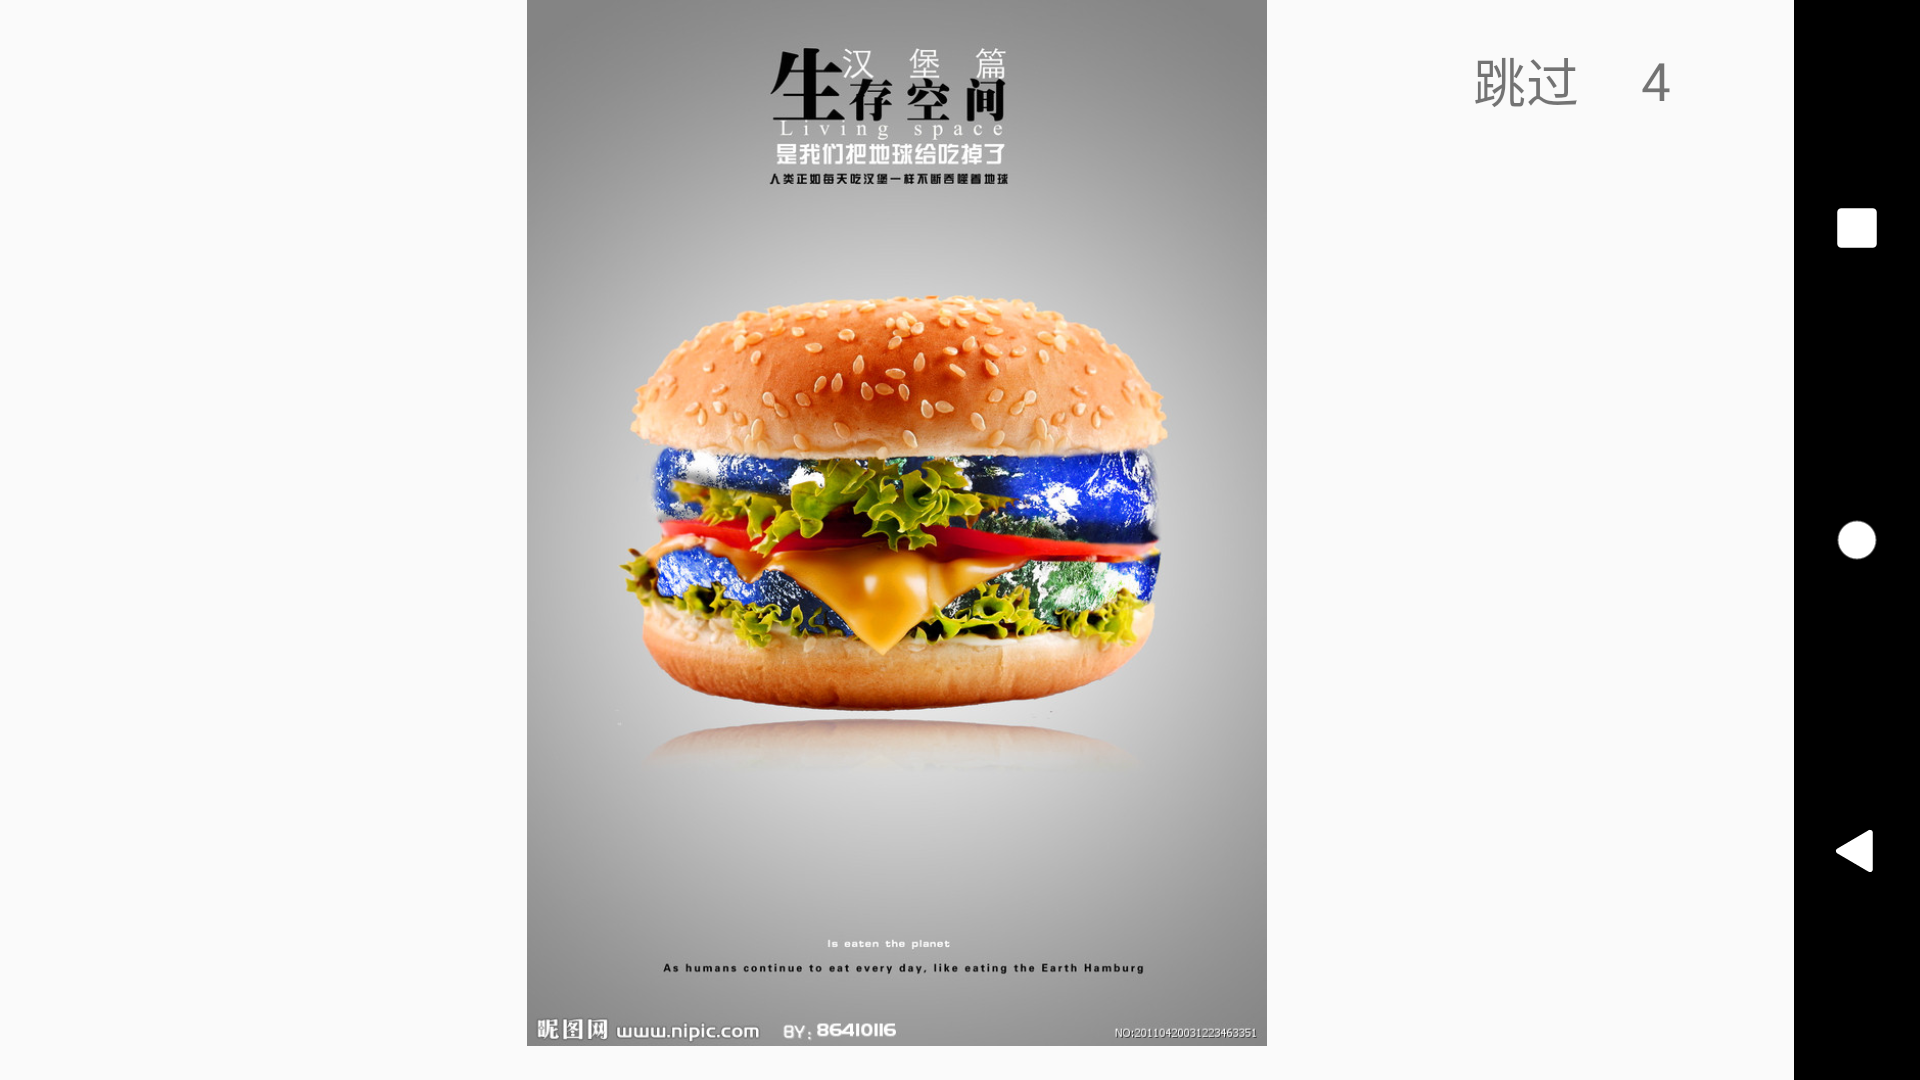 跳过 4
汉堡篇
生存空间
Living space
是我们把地球给吃掉了
人类正如每天吃汉堡一样不断吞噬着地球
Is eaten the planet
As humans continue to eat every day, like eating the Earth Hamburg
昵图网 www.nipic.com BY:86410116
NO:20110420031223463351